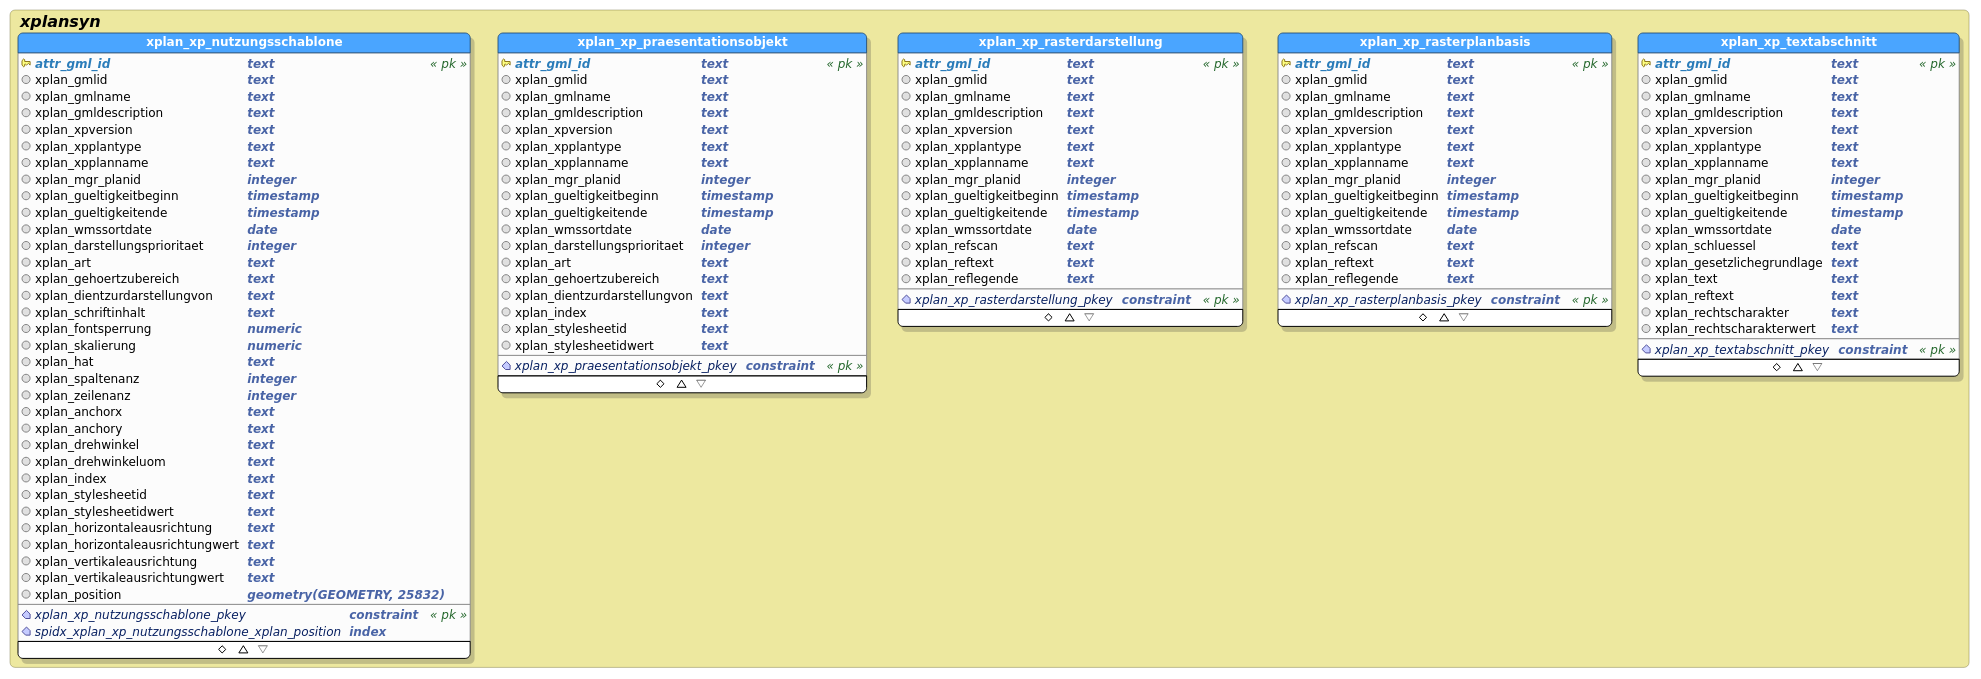 xplansyn
xplan_xp_nutzungsschablone
attr_gml_id text « pk »
xplan_gmlid text
xplan_gmlname text
xplan_gmldescription text
xplan_xpversion text
xplan_xpplantype text
xplan_xpplanname text
xplan_mgr_planid integer
xplan_gueltigkeitbeginn timestamp
xplan_gueltigkeitende timestamp
xplan_wmssortdate date
xplan_darstellungsprioritaet integer
xplan_art text
xplan_gehoertzubereich text
xplan_dientzurdarstellungvon text
xplan_schriftinhalt text
xplan_fontsperrung numeric
xplan_skalierung numeric
xplan_hat text
xplan_spaltenanz integer
xplan_zeilenanz integer
xplan_anchorx text
xplan_anchory text
xplan_drehwinkel text
xplan_drehwinkeluom text
xplan_index text
xplan_stylesheetid text
xplan_stylesheetidwert text
xplan_horizontaleausrichtung text
xplan_horizontaleausrichtungwert text
xplan_vertikaleausrichtung text
xplan_vertikaleausrichtungwert text
xplan_position geometry(GEOMETRY, 25832)
xplan_xp_nutzungsschablone_pkey constraint « pk »
spidx_xplan_xp_nutzungsschablone_xplan_position index
xplan_xp_praesentationsobjekt
attr_gml_id text « pk »
xplan_gmlid text
xplan_gmlname text
xplan_gmldescription text
xplan_xpversion text
xplan_xpplantype text
xplan_xpplanname text
xplan_mgr_planid integer
xplan_gueltigkeitbeginn timestamp
xplan_gueltigkeitende timestamp
xplan_wmssortdate date
xplan_darstellungsprioritaet integer
xplan_art text
xplan_gehoertzubereich text
xplan_dientzurdarstellungvon text
xplan_index text
xplan_stylesheetid text
xplan_stylesheetidwert text
xplan_xp_praesentationsobjekt_pkey constraint « pk »
xplan_xp_rasterdarstellung
attr_gml_id text « pk »
xplan_gmlid text
xplan_gmlname text
xplan_gmldescription text
xplan_xpversion text
xplan_xpplantype text
xplan_xpplanname text
xplan_mgr_planid integer
xplan_gueltigkeitbeginn timestamp
xplan_gueltigkeitende timestamp
xplan_wmssortdate date
xplan_refscan text
xplan_reftext text
xplan_reflegende text
xplan_xp_rasterdarstellung_pkey constraint « pk »
xplan_xp_rasterplanbasis
attr_gml_id text « pk »
xplan_gmlid text
xplan_gmlname text
xplan_gmldescription text
xplan_xpversion text
xplan_xpplantype text
xplan_xpplanname text
xplan_mgr_planid integer
xplan_gueltigkeitbeginn timestamp
xplan_gueltigkeitende timestamp
xplan_wmssortdate date
xplan_refscan text
xplan_reftext text
xplan_reflegende text
xplan_xp_rasterplanbasis_pkey constraint « pk »
xplan_xp_textabschnitt
attr_gml_id text « pk »
xplan_gmlid text
xplan_gmlname text
xplan_gmldescription text
xplan_xpversion text
xplan_xpplantype text
xplan_xpplanname text
xplan_mgr_planid integer
xplan_gueltigkeitbeginn timestamp
xplan_gueltigkeitende timestamp
xplan_wmssortdate date
xplan_schluessel text
xplan_gesetzlichegrundlage text
xplan_text text
xplan_reftext text
xplan_rechtscharakter text
xplan_rechtscharakterwert text
xplan_xp_textabschnitt_pkey constraint « pk »